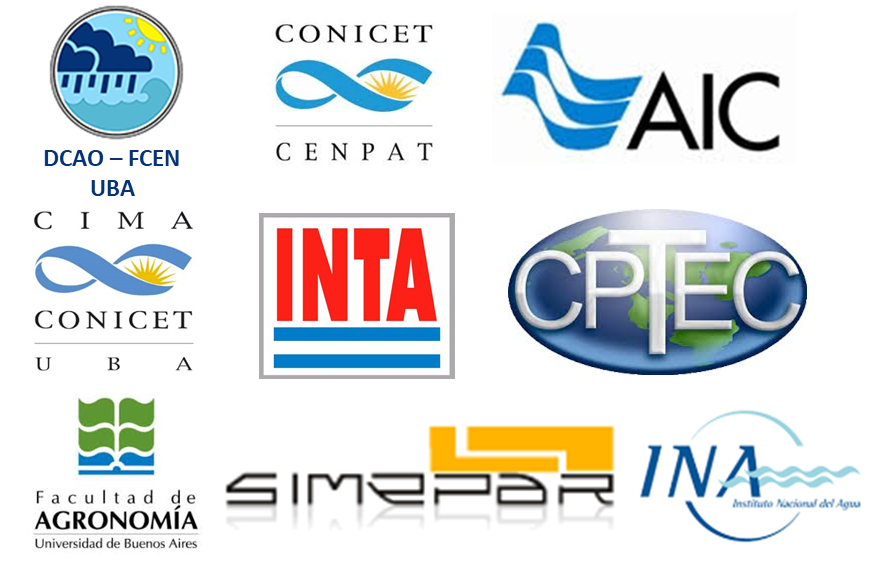 DCAO – FCEN
UBA
CONICET
CENPAT
AIC
CIMA
CONICET
UBA
INTA
CPTEC
Facultad de
AGRONOMÍA
Universidad de Buenos Aires
SIMEPAR
INA
Instituto Nacional del Agua